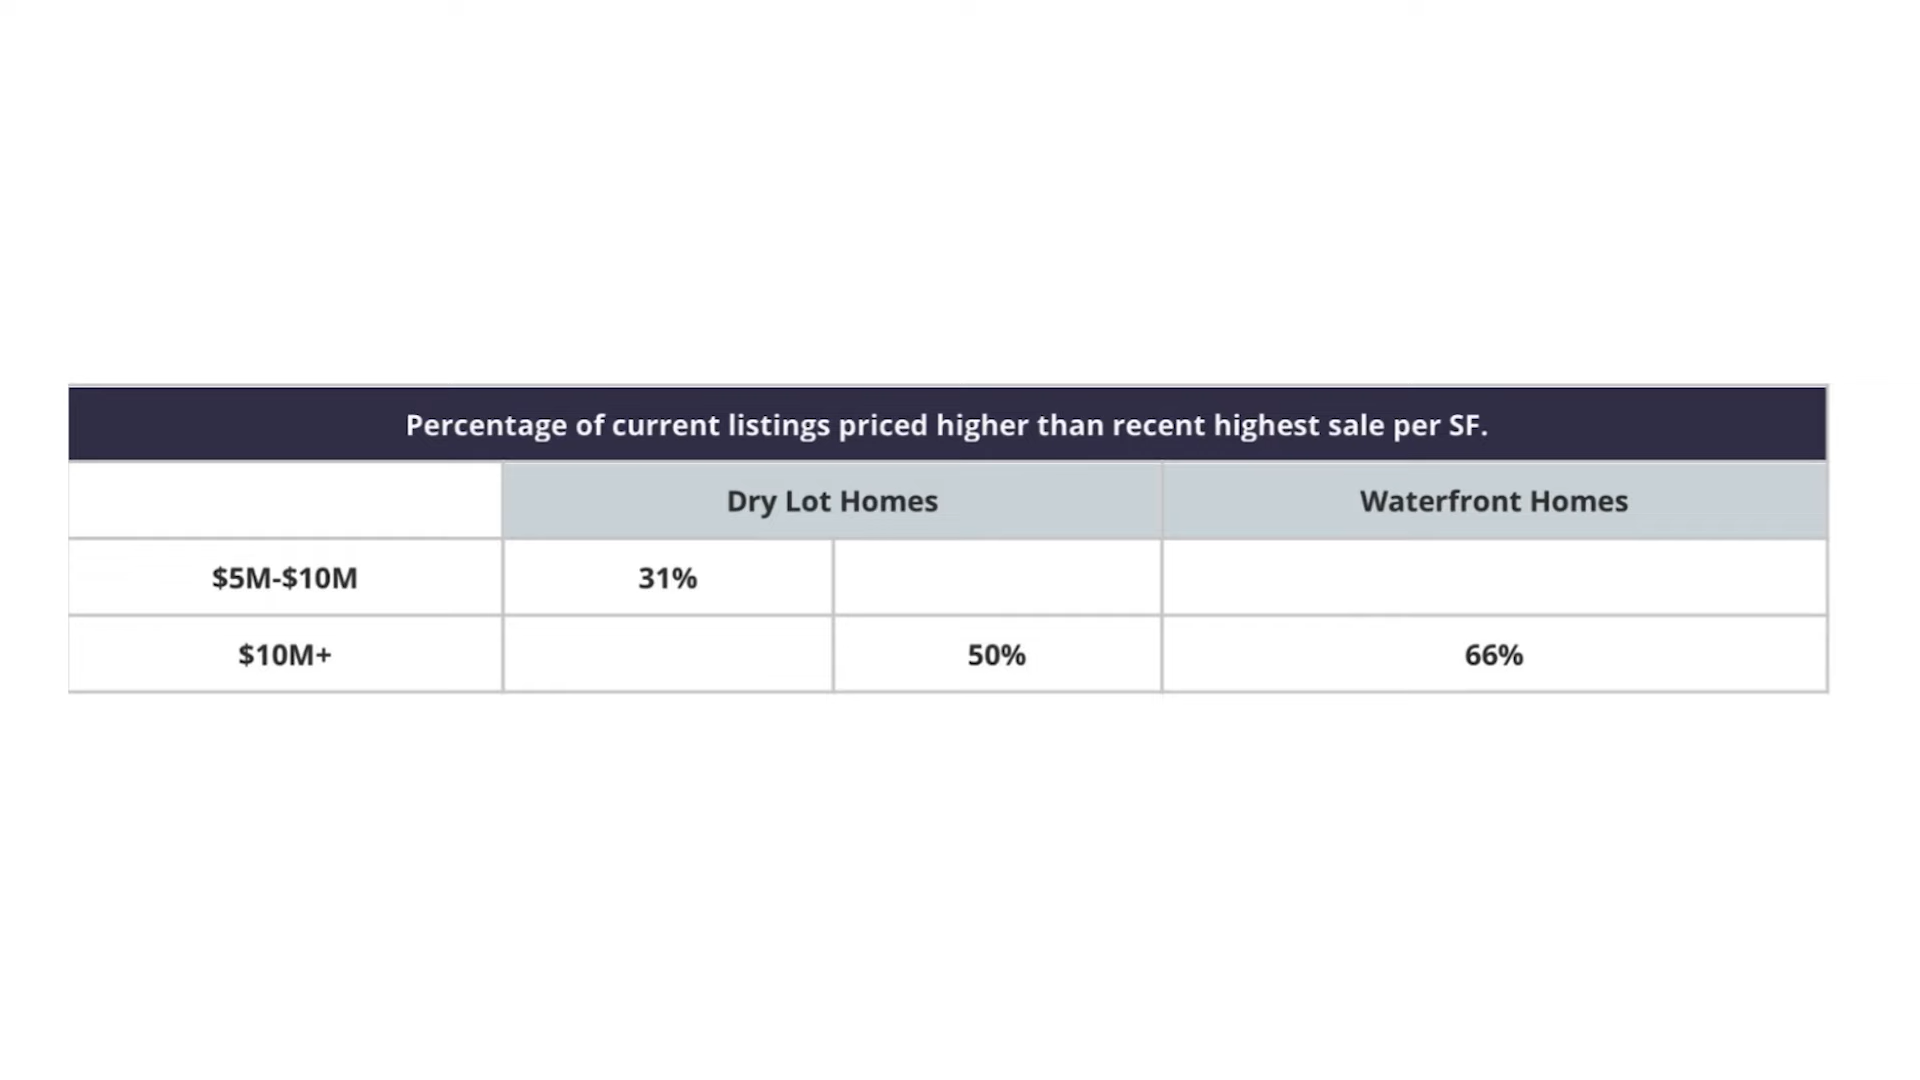 Percentage of current listings priced higher than recent highest sale per SF.
Dry Lot Homes Waterfront Homes
$5M-$10M 31%
$10M+ 50% 66%